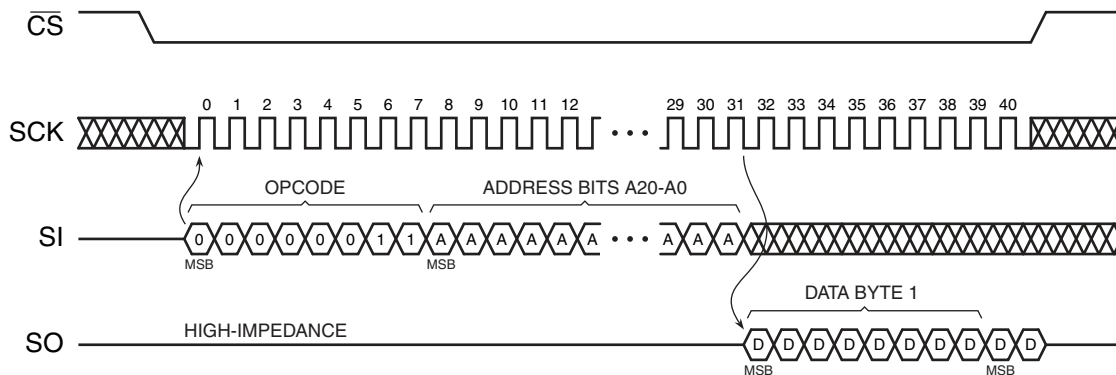 CS
0 1 2 3 4 5 6 7 8 9 10 11 12 29 30 31 32 33 34 35 36 37 38 39 40
SCK
OPCODE ADDRESS BITS A20-A0
SI 0 0 0 0 0 0 1 1 A A A A A A A A A
MSB MSB
DATA BYTE 1
HIGH-IMPEDANCE
SO D D D D D D D D D D
MSB MSB